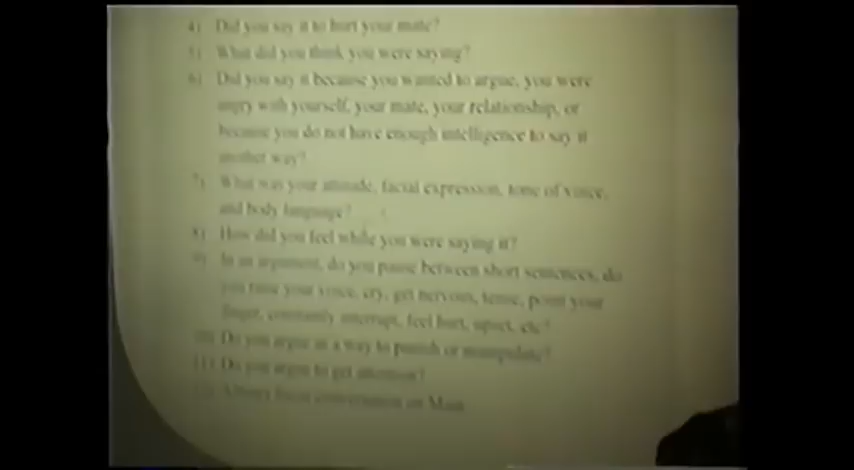 4) Did you say it to hurt your mate?
5) What did you think you were saying?
6) Did you say it because you wanted to argue, you were
angry with yourself, your mate, your relationship, or
because you do not have enough intelligence to say it
another way?
7) What was your attitude, facial expression, tone of voice,
and body language?
8) How did you feel while you were saying it?
9) In an argument, do you pause between short sentences, do
you raise your voice, cry, get nervous, tense, point your
finger, constantly interrupt, feel hurt, upset, etc?
10) Do you argue as a way to punish or manipulate?
11) Do you argue to get attention?
12) conversation on